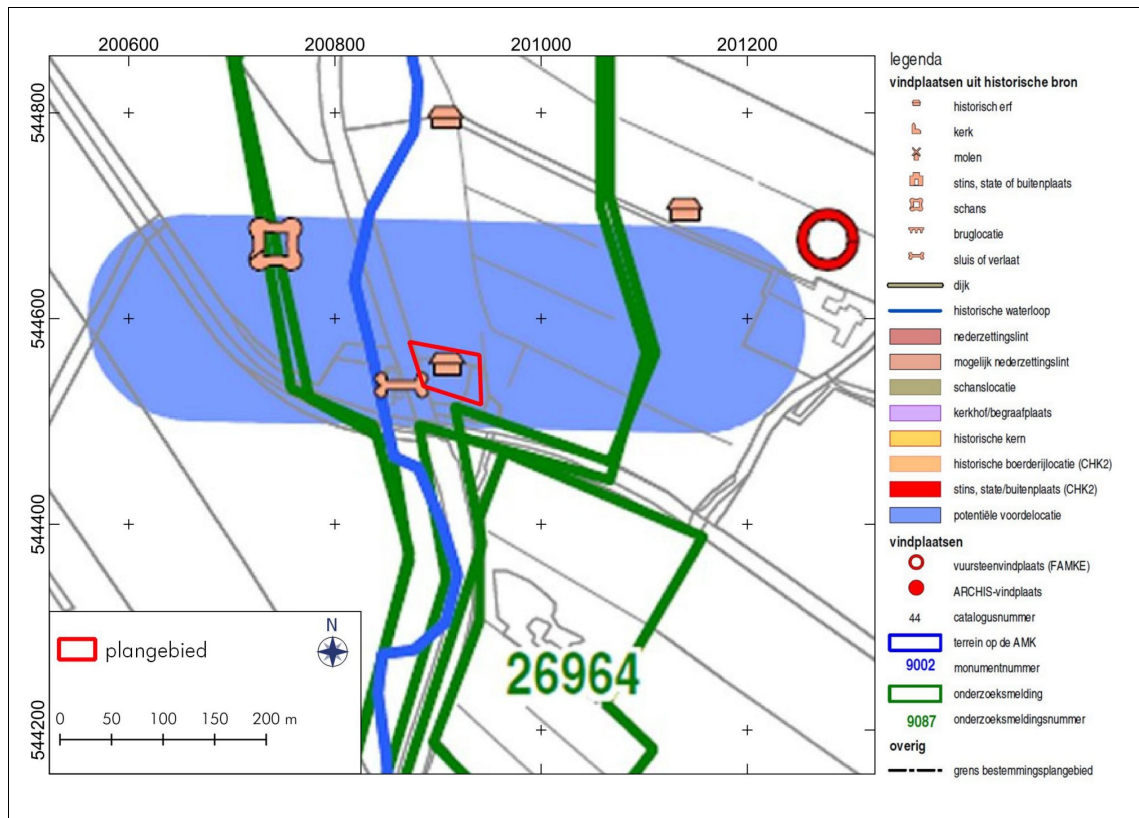 200600 200800 201000 201200
544800
544600
544400
544200
26964
plangebied
N
0 50 100 150 200 m
legenda
vindplaatsen uit historische bron
historisch erf
kerk
molen
stins, state of buitenplaats
schans
bruglocatie
sluis of verlaat
dijk
historische waterloop
nederzettingslint
mogelijk nederzettingslint
schanslocatie
kerkhof/begraafplaats
historische kern
historische boerderijlocatie (CHK2)
stins, state/buitenplaats (CHK2)
potentiële voordelocatie
vindplaatsen
vuursteenvindplaats (FAMKE)
ARCHIS-vindplaats
44 catalogusnummer
terrein op de AMK
9002 monumentnummer
onderzoeksmelding
9087 onderzoeksmeldingsnummer
overig
grens bestemmingsplangebied